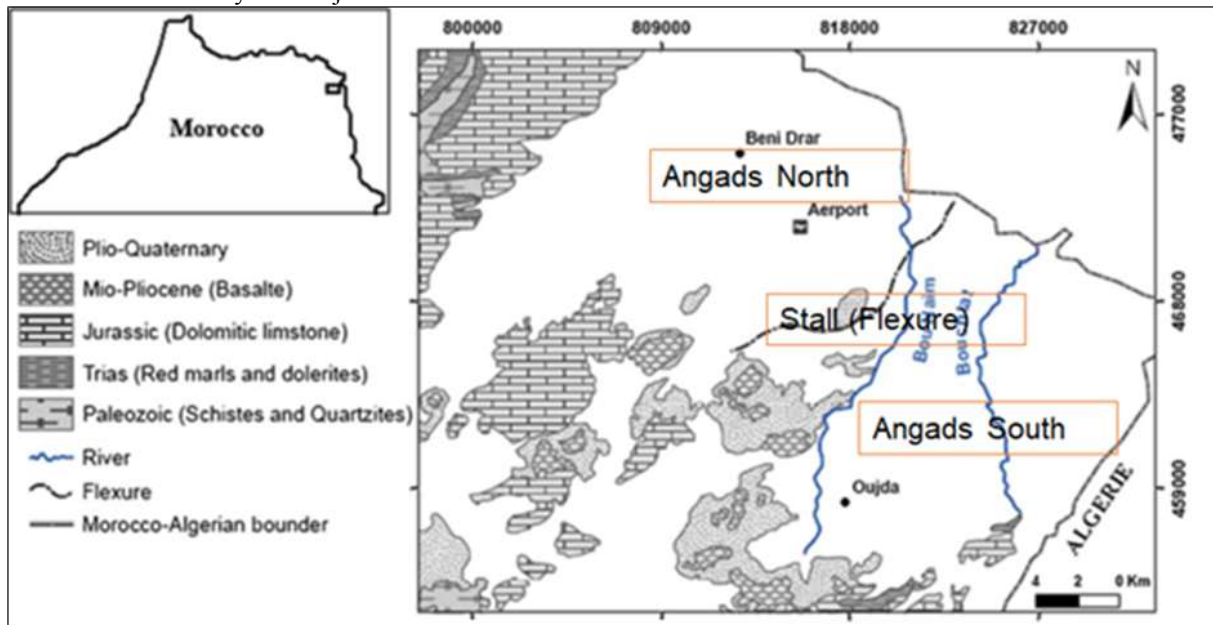 800000 809000 818000 827000
N
477000
Morocco
Beni Drar
Angads North
Aerport
Plio-Quaternary
Mio-Pliocene (Basalte)
468000
Jurassic (Dolomitic limstone)
Stall (Flexure)
Trias (Red marls and dolerites)
Paleozoic (Schistes and Quartzites)
Angads South
River
Flexure
Oujda
459000
Morocco-Algerian bounder
ALGERIE
4 2 0 Km